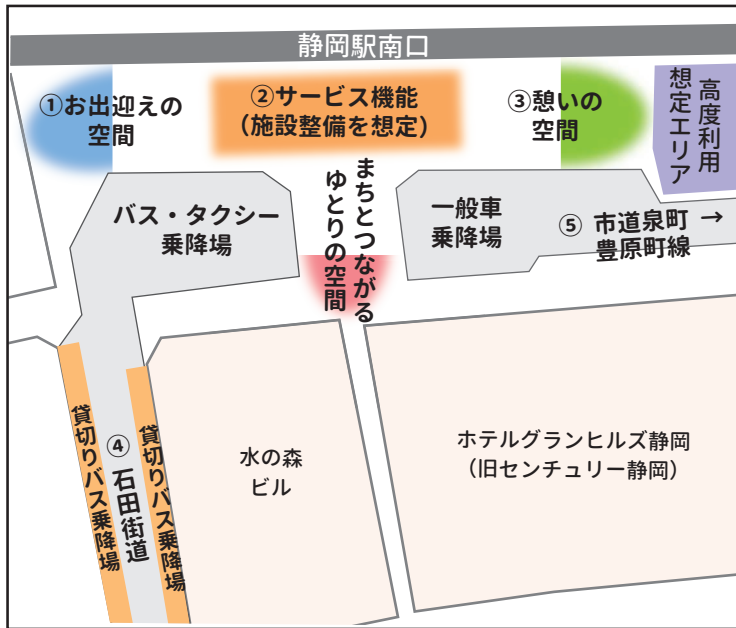 静岡駅南口
①お出迎えの
空間
②サービス機能
（施設整備を想定）
③憩いの
空間
高度利用
想定エリア
まちとつながる
ゆとりの空間
バス・タクシー
乗降場
一般車
乗降場
⑤ 市道泉町 →
豊原町線
貸切りバス乗降場
④ 石田街道
貸切りバス乗降場
水の森
ビル
ホテルグランヒルズ静岡
（旧センチュリー静岡）